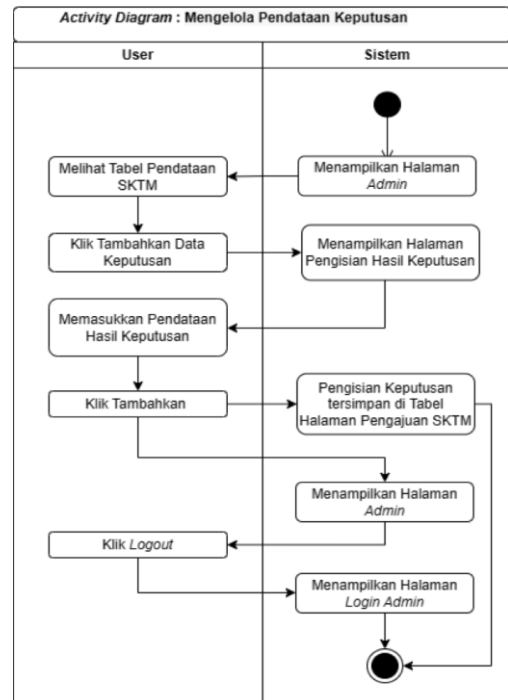 Activity Diagram : Mengelola Pendataan Keputusan
User
Sistem
Menampilkan Halaman
Admin
Melihat Tabel Pendataan
SKTM
Klik Tambahkan Data
Keputusan
Menampilkan Halaman
Pengisian Hasil Keputusan
Memasukkan Pendataan
Hasil Keputusan
Klik Tambahkan
Pengisian Keputusan
tersimpan di Tabel
Halaman Pengajuan SKTM
Menampilkan Halaman
Admin
Klik Logout
Menampilkan Halaman
Login Admin